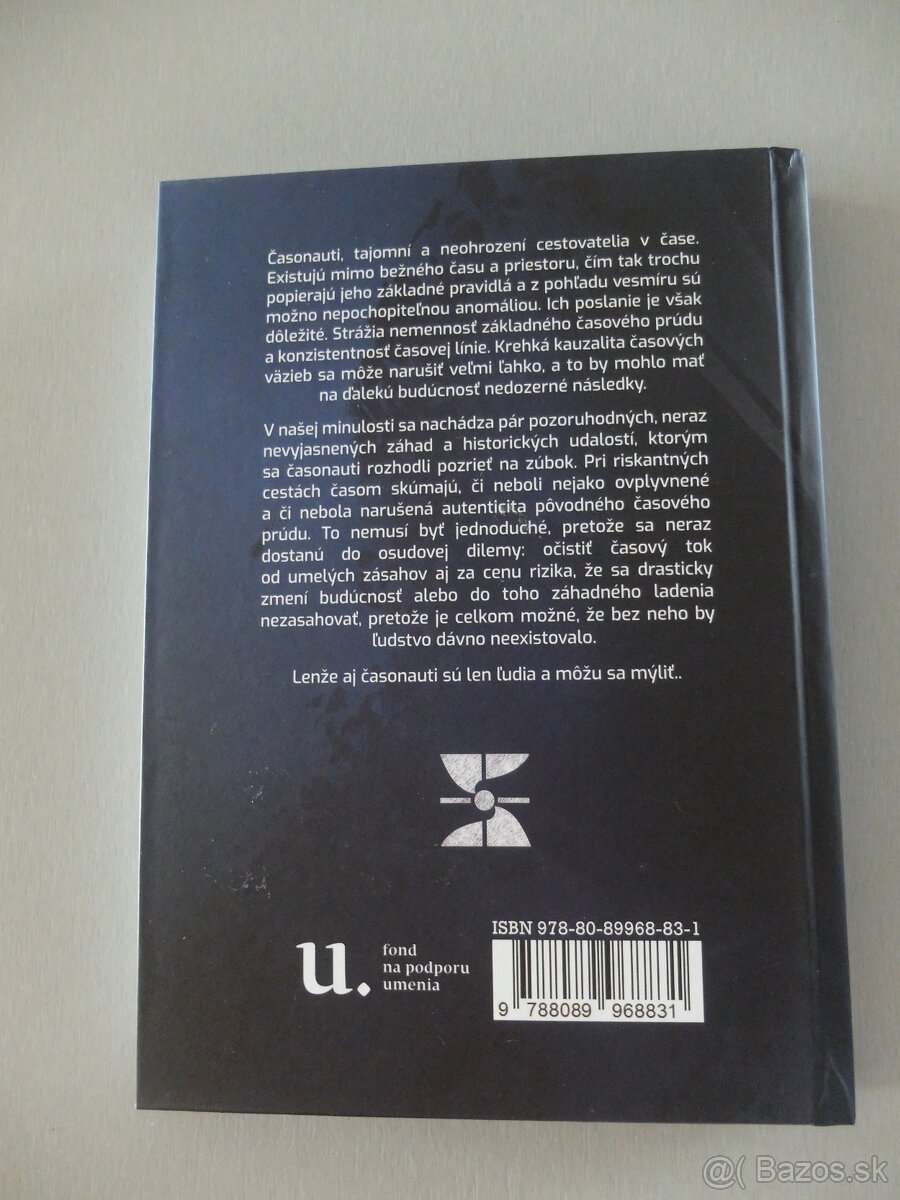 Časonauti, tajomní a neohrození cestovatelia v čase.
Existujú mimo bežného času a priestoru, čím tak trochu
popierajú jeho základné pravidlá a z pohľadu vesmíru sú
možno nepochopiteľnou anomáliou. Ich poslanie je však
dôležité. Strážia nemennosť základného časového prúdu
a konzistentnosť časovej línie. Krehká kauzalita časových
väzieb sa môže narušiť veľmi ľahko, a to by mohlo mať
na ďalekú budúcnosť nedozerné následky.
V našej minulosti sa nachádza pár pozoruhodných, neraz
nevyjasnených záhad a historických udalostí, ktorým
sa časonauti rozhodli pozrieť na zúbok. Pri riskantných
cestách časom skúmajú, či neboli nejako ovplyvnené
a či nebola narušená autenticita pôvodného časového
prúdu. To nemusí byť jednoduché, pretože sa neraz
dostanú do osudovej dilemy: očistiť časový tok
od umelých zásahov aj za cenu rizika, že sa drasticky
zmení budúcnosť alebo do toho záhadného ladenia
nezasahovať, pretože je celkom možné, že bez neho by
ľudstvo dávno neexistovalo.
Lenže aj časonauti sú len ľudia a môžu sa mýliť..
ISBN 978-80-89968-83-1
u.
fond
na podporu
umenia
9 788089 968831
@( Bazos.sk